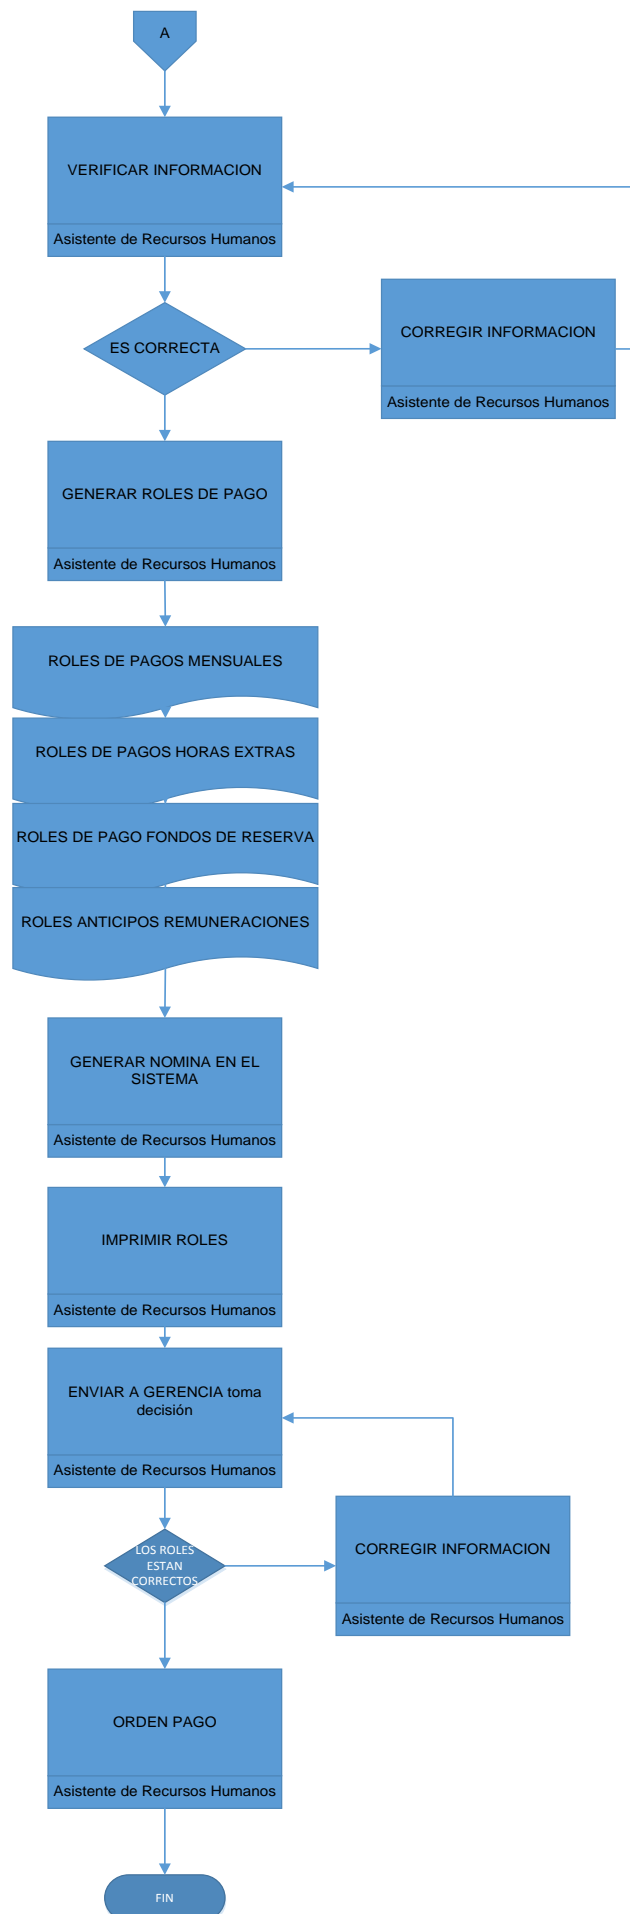 A
VERIFICAR INFORMACION
Asistente de Recursos Humanos
ES CORRECTA
CORREGIR INFORMACION
Asistente de Recursos Humanos
GENERAR ROLES DE PAGO
Asistente de Recursos Humanos
ROLES DE PAGOS MENSUALES
ROLES DE PAGOS HORAS EXTRAS
ROLES DE PAGO FONDOS DE RESERVA
ROLES ANTICIPOS REMUNERACIONES
GENERAR NOMINA EN EL
SISTEMA
Asistente de Recursos Humanos
IMPRIMIR ROLES
Asistente de Recursos Humanos
ENVIAR A GERENCIA toma
decisión
Asistente de Recursos Humanos
LOS ROLES
ESTAN
CORRECTOS
CORREGIR INFORMACION
Asistente de Recursos Humanos
ORDEN PAGO
Asistente de Recursos Humanos
FIN